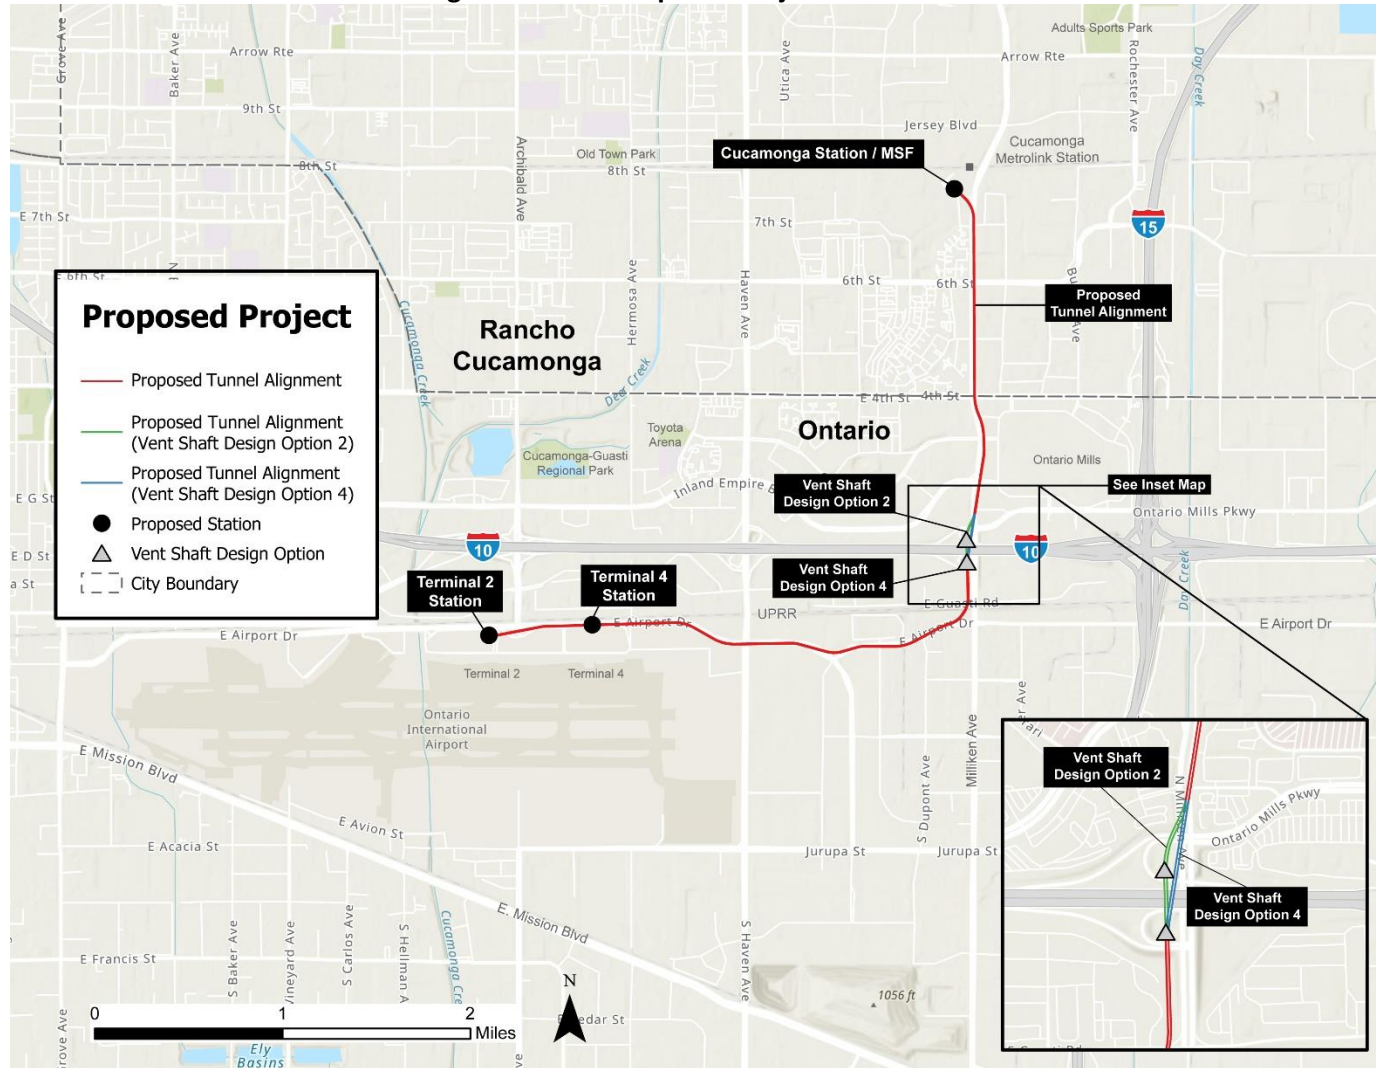 Adults Sports Park
Grove Ave
Baker Ave
Arrow Rte
Utica Ave
Arrow Rte
Rochester Ave
Day Creek
9th St
Jersey Blvd
Archibald Ave
Cucamonga
Metrolink Station
Old Town Park
8th St
8th St
Cucamonga Station / MSF
E 7th St
7th St
15
E 6th St
Hermosa Ave
Haven Ave
6th St
6th St
Proposed
Tunnel Alignment
Proposed Project
Proposed Tunnel Alignment
Proposed Tunnel Alignment
(Vent Shaft Design Option 2)
Proposed Tunnel Alignment
(Vent Shaft Design Option 4)
Proposed Station
Vent Shaft Design Option
City Boundary
Cucamonga Creek
Rancho
Cucamonga
Deer Creek
E 4th St
4th St
Toyota
Arena
Ontario
Cucamonga-Guasti
Regional Park
Inland Empire B
Ontario Mills
Vent Shaft
Design Option 2
See Inset Map
Ontario Mills Pkwy
E G St
E D St
a St
10
10
Vent Shaft
Design Option 4
Terminal 2
Station
Terminal 4
Station
UPRR
E Guasti Rd
Day Creek
E Airport Dr
E Airport Dr
E Airport Dr
E Airport Dr
Terminal 2
Terminal 4
Ontario
International
Airport
Milliken Ave
S Dupont Ave
E Mission Blvd
E Avion St
E Acacia St
Jurupa St
Jurupa St
Vent Shaft
Design Option 2
Ontario Mills Pkwy
Vent Shaft
Design Option 4
E. Mission Blvd
E Francis St
S Baker Ave
Vineyard Ave
S Carlos Ave
S Hellman A
Cucamonga Cre
S Haven Ave
1056 ft
N
0
1
2
Miles
Ely
Basins